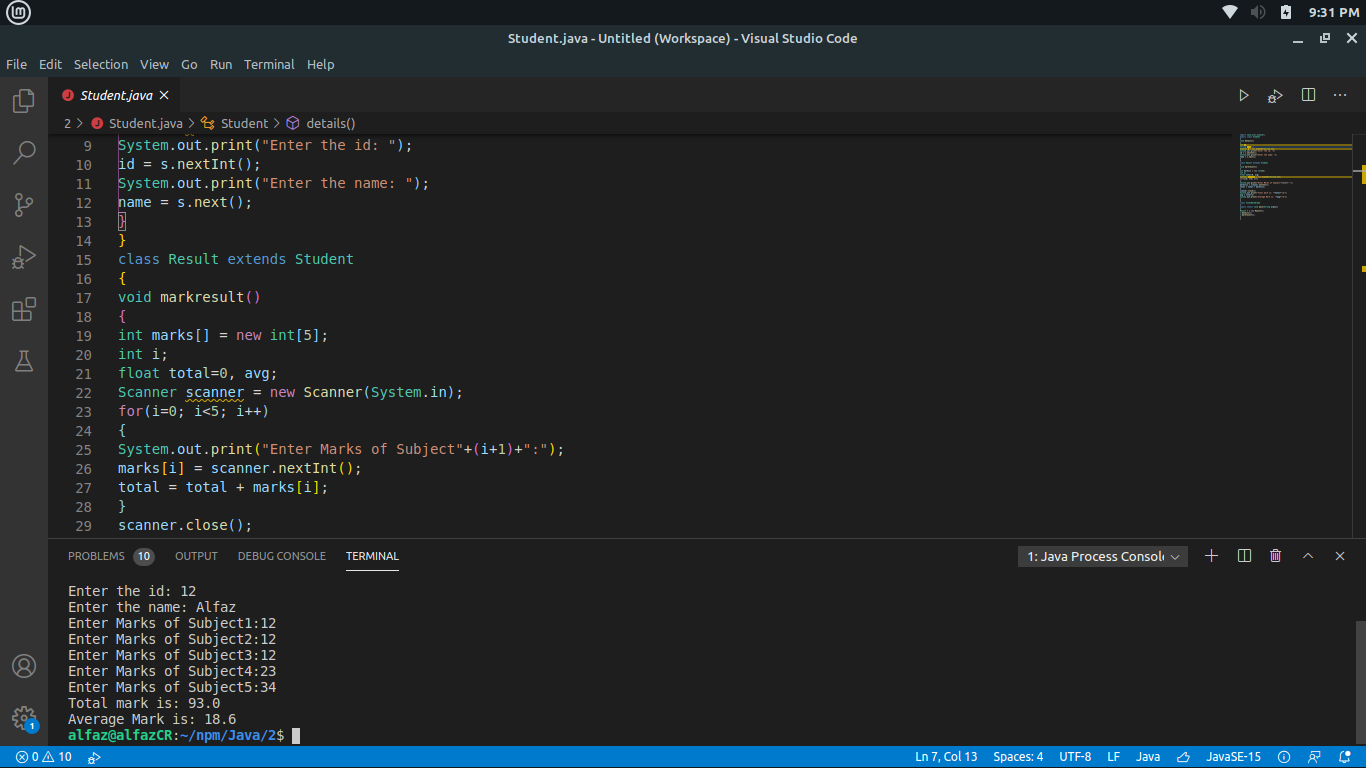 9:31 PM
Student.java - Untitled (Workspace) - Visual Studio Code
File Edit Selection View Go Run Terminal Help
Student.java
2 > Student.java > Student > details()
9 System.out.print("Enter the id: ");
10 id = s.nextInt();
11 System.out.print("Enter the name: ");
12 name = s.next();
13 }
14 }
15 class Result extends Student
16 {
17 void markresult()
18 {
19 int marks[] = new int[5];
20 int i;
21 float total=0, avg;
22 Scanner scanner = new Scanner(System.in);
23 for(i=0; i<5; i++)
24 {
25 System.out.print("Enter Marks of Subject"+(i+1)+":");
26 marks[i] = scanner.nextInt();
27 total = total + marks[i];
28 }
29 scanner.close();
PROBLEMS 10 OUTPUT DEBUG CONSOLE TERMINAL 1: Java Process Consol
Enter the id: 12
Enter the name: Alfaz
Enter Marks of Subject1:12
Enter Marks of Subject2:12
Enter Marks of Subject3:12
Enter Marks of Subject4:23
Enter Marks of Subject5:34
Total mark is: 93.0
Average Mark is: 18.6
alfaz@alfazCR:~/npm/Java/2$
1
0 10 Ln 7, Col 13 Spaces: 4 UTF-8 LF Java JavaSE-15